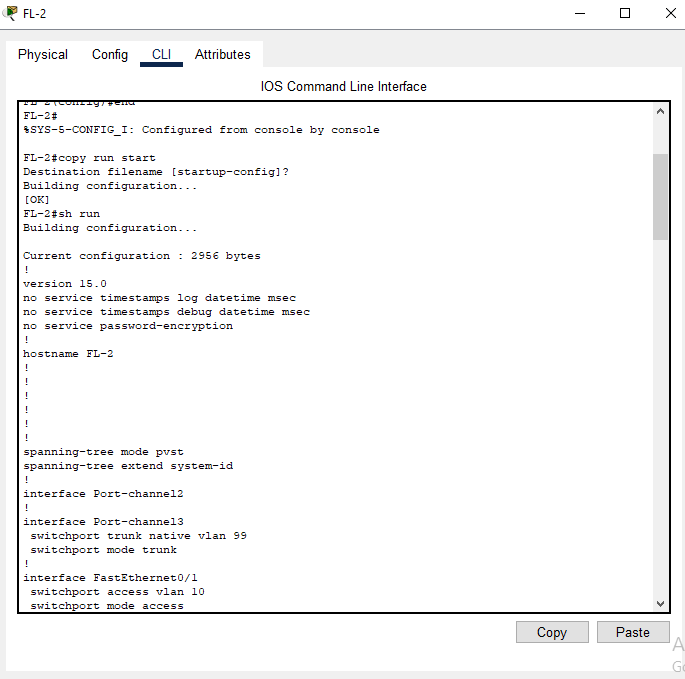 FL-2
Physical Config CLI Attributes
IOS Command Line Interface
FL-2(config)#end
FL-2#
%SYS-5-CONFIG_I: Configured from console by console
FL-2#copy run start
Destination filename [startup-config]?
Building configuration...
[OK]
FL-2#sh run
Building configuration...
Current configuration : 2956 bytes
!
version 15.0
no service timestamps log datetime msec
no service timestamps debug datetime msec
no service password-encryption
!
hostname FL-2
!
!
!
!
!
!
spanning-tree mode pvst
spanning-tree extend system-id
!
interface Port-channel2
!
interface Port-channel3
switchport trunk native vlan 99
switchport mode trunk
!
interface FastEthernet0/1
switchport access vlan 10
switchport mode access
Copy Paste